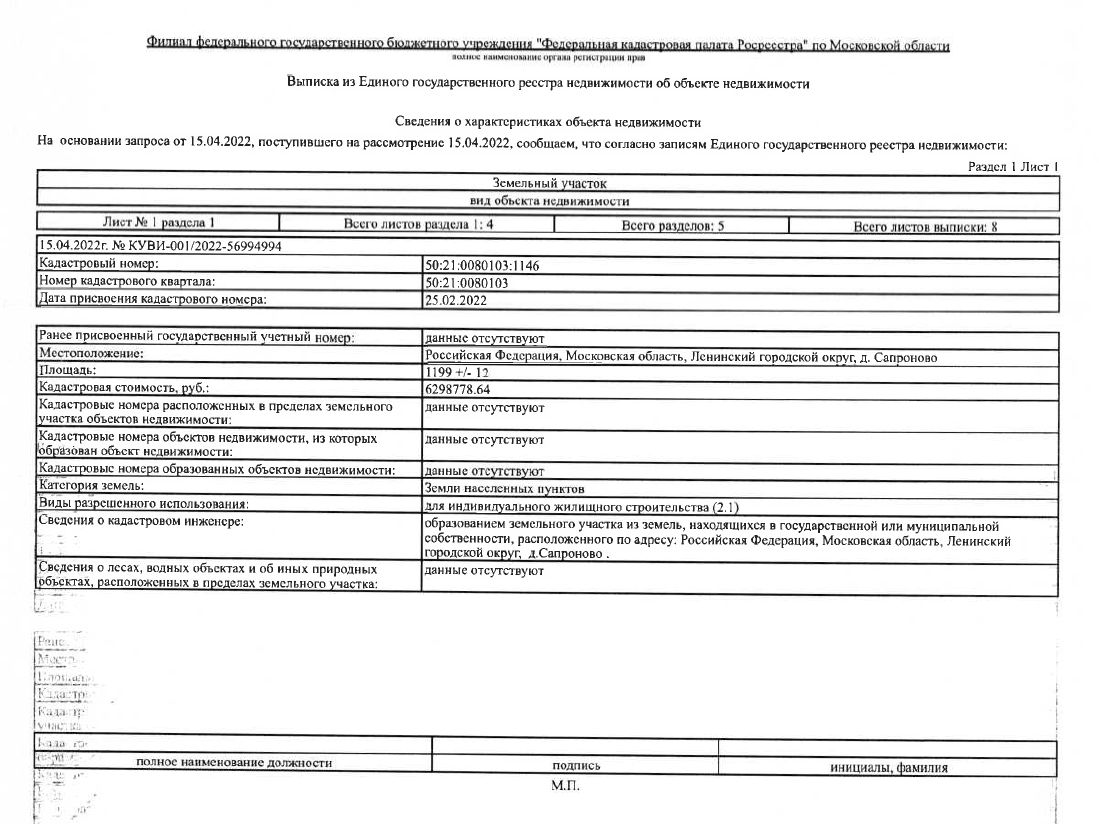 Филиал федерального государственного бюджетного учреждения "Федеральная кадастровая палата Росреестра" по Московской области
полное наименование органа регистрации прав
Выписка из Единого государственного реестра недвижимости об объекте недвижимости
Сведения о характеристиках объекта недвижимости
На основании запроса от 15.04.2022, поступившего на рассмотрение 15.04.2022, сообщаем, что согласно записям Единого государственного реестра недвижимости:
Раздел 1 Лист 1
Земельный участок
вид объекта недвижимости
Лист № 1 раздела 1 Всего листов раздела 1: 4 Всего разделов: 5 Всего листов выписки: 8
15.04.2022г. № КУВИ-001/2022-56994994
Кадастровый номер: 50:21:0080103:1146
Номер кадастрового квартала: 50:21:0080103
Дата присвоения кадастрового номера: 25.02.2022
Ранее присвоенный государственный учетный номер: данные отсутствуют
Местоположение: Российская Федерация, Московская область, Ленинский городской округ, д. Сапроново
Площадь: 1199 +/- 12
Кадастровая стоимость, руб.: 6298778.64
Кадастровые номера расположенных в пределах земельного данные отсутствуют
участка объектов недвижимости:
Кадастровые номера объектов недвижимости, из которых данные отсутствуют
образован объект недвижимости:
Кадастровые номера образованных объектов недвижимости: данные отсутствуют
Категория земель: Земли населенных пунктов
Виды разрешенного использования: для индивидуального жилищного строительства (2.1)
Сведения о кадастровом инженере: образованием земельного участка из земель, находящихся в государственной или муниципальной
собственности, расположенного по адресу: Российская Федерация, Московская область, Ленинский
городской округ, д.Сапроново .
Сведения о лесах, водных объектах и об иных природных данные отсутствуют
объектах, расположенных в пределах земельного участка:
полное наименование должности подпись инициалы, фамилия
М.П.